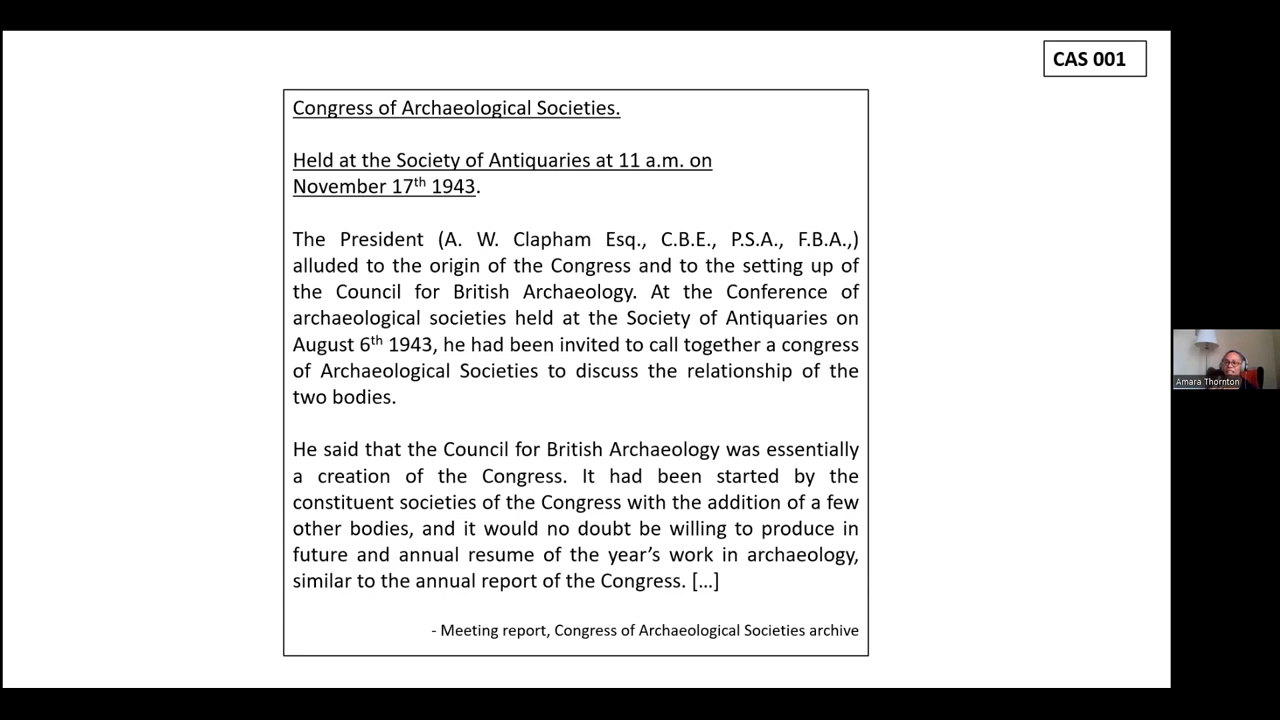 CAS 001
Congress of Archaeological Societies.
Held at the Society of Antiquaries at 11 a.m. on
November 17th 1943.
The President (A. W. Clapham Esq., C.B.E., P.S.A., F.B.A.,)
alluded to the origin of the Congress and to the setting up of
the Council for British Archaeology. At the Conference of
archaeological societies held at the Society of Antiquaries on
August 6th 1943, he had been invited to call together a congress
of Archaeological Societies to discuss the relationship of the
two bodies.
He said that the Council for British Archaeology was essentially
a creation of the Congress. It had been started by the
constituent societies of the Congress with the addition of a few
other bodies, and it would no doubt be willing to produce in
future and annual resume of the year's work in archaeology,
similar to the annual report of the Congress. [...]
- Meeting report, Congress of Archaeological Societies archive
Amara Thornton